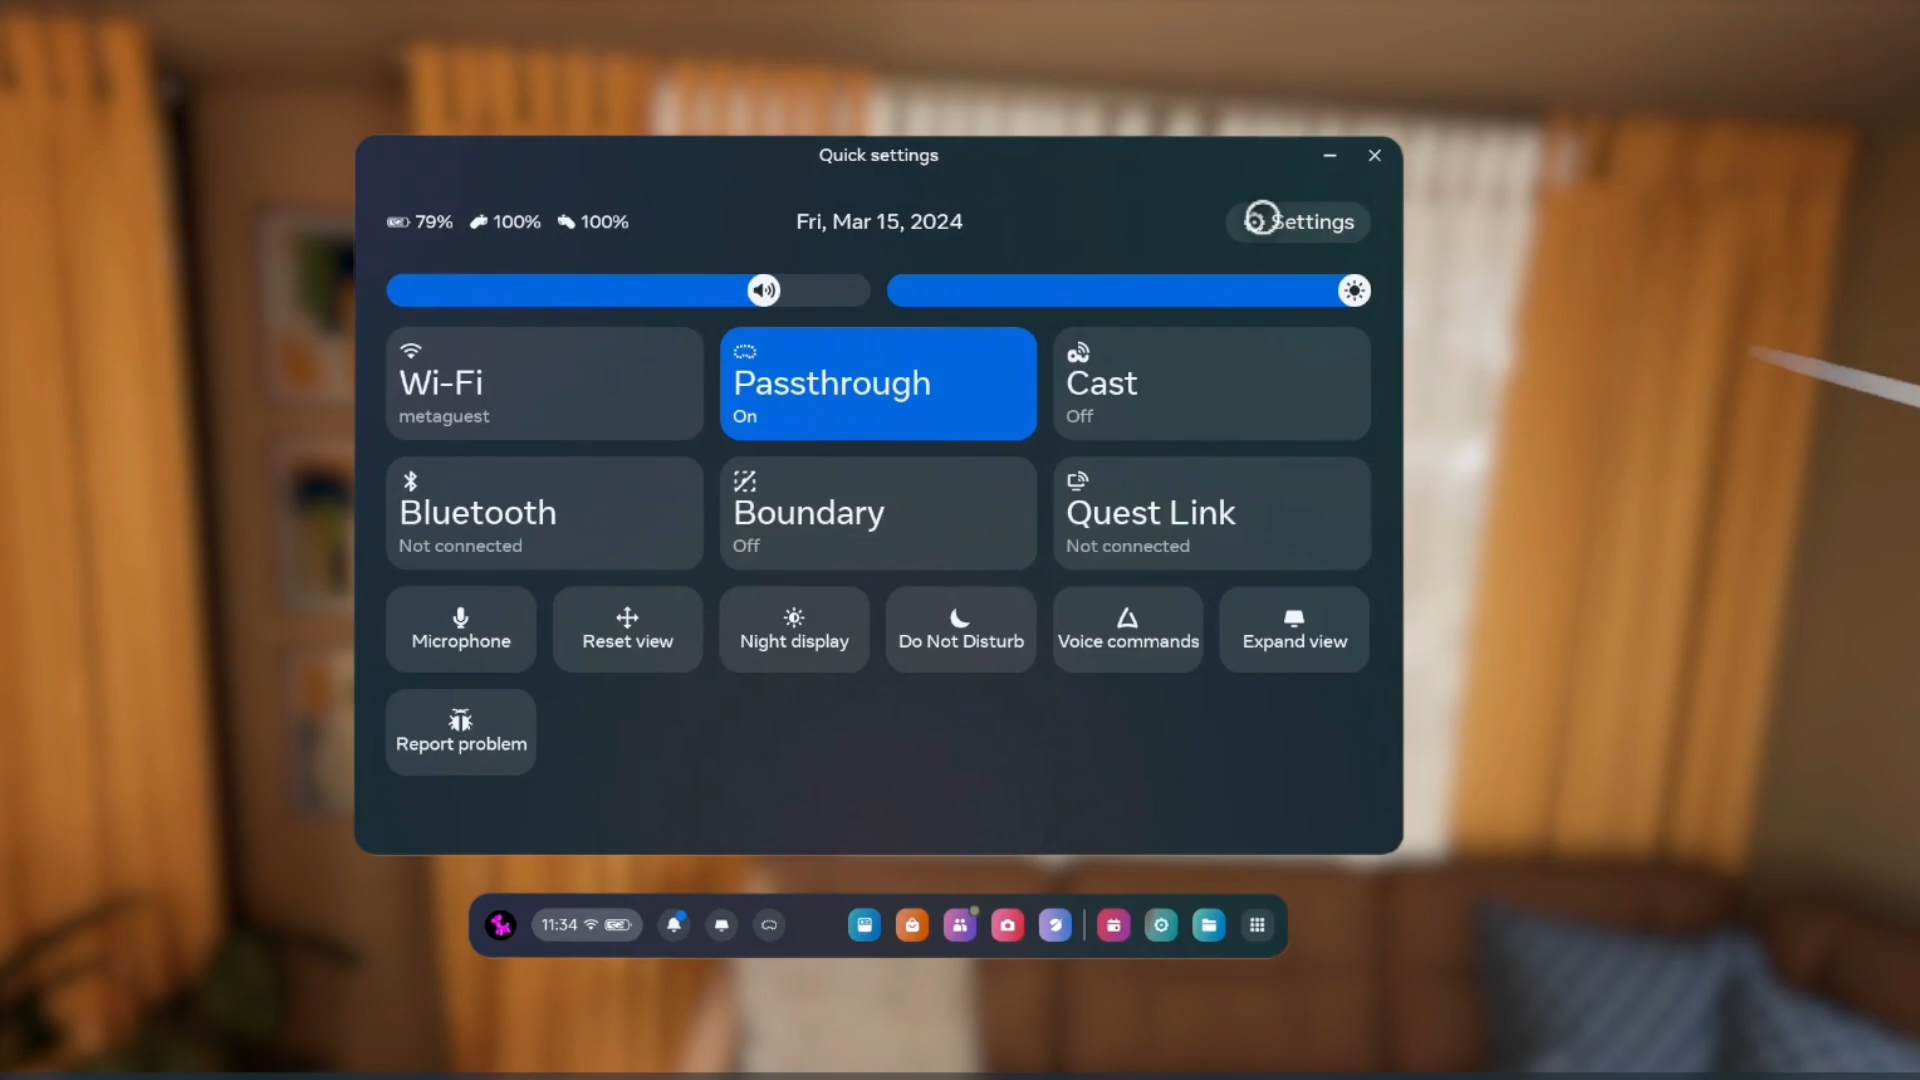 Quick settings
79% 100% 100%
Fri, Mar 15, 2024
Settings
Wi-Fi
metaguest
Passthrough
On
Cast
Off
Bluetooth
Not connected
Boundary
Off
Quest Link
Not connected
Microphone
Reset view
Night display
Do Not Disturb
Voice commands
Expand view
Report problem
11:34